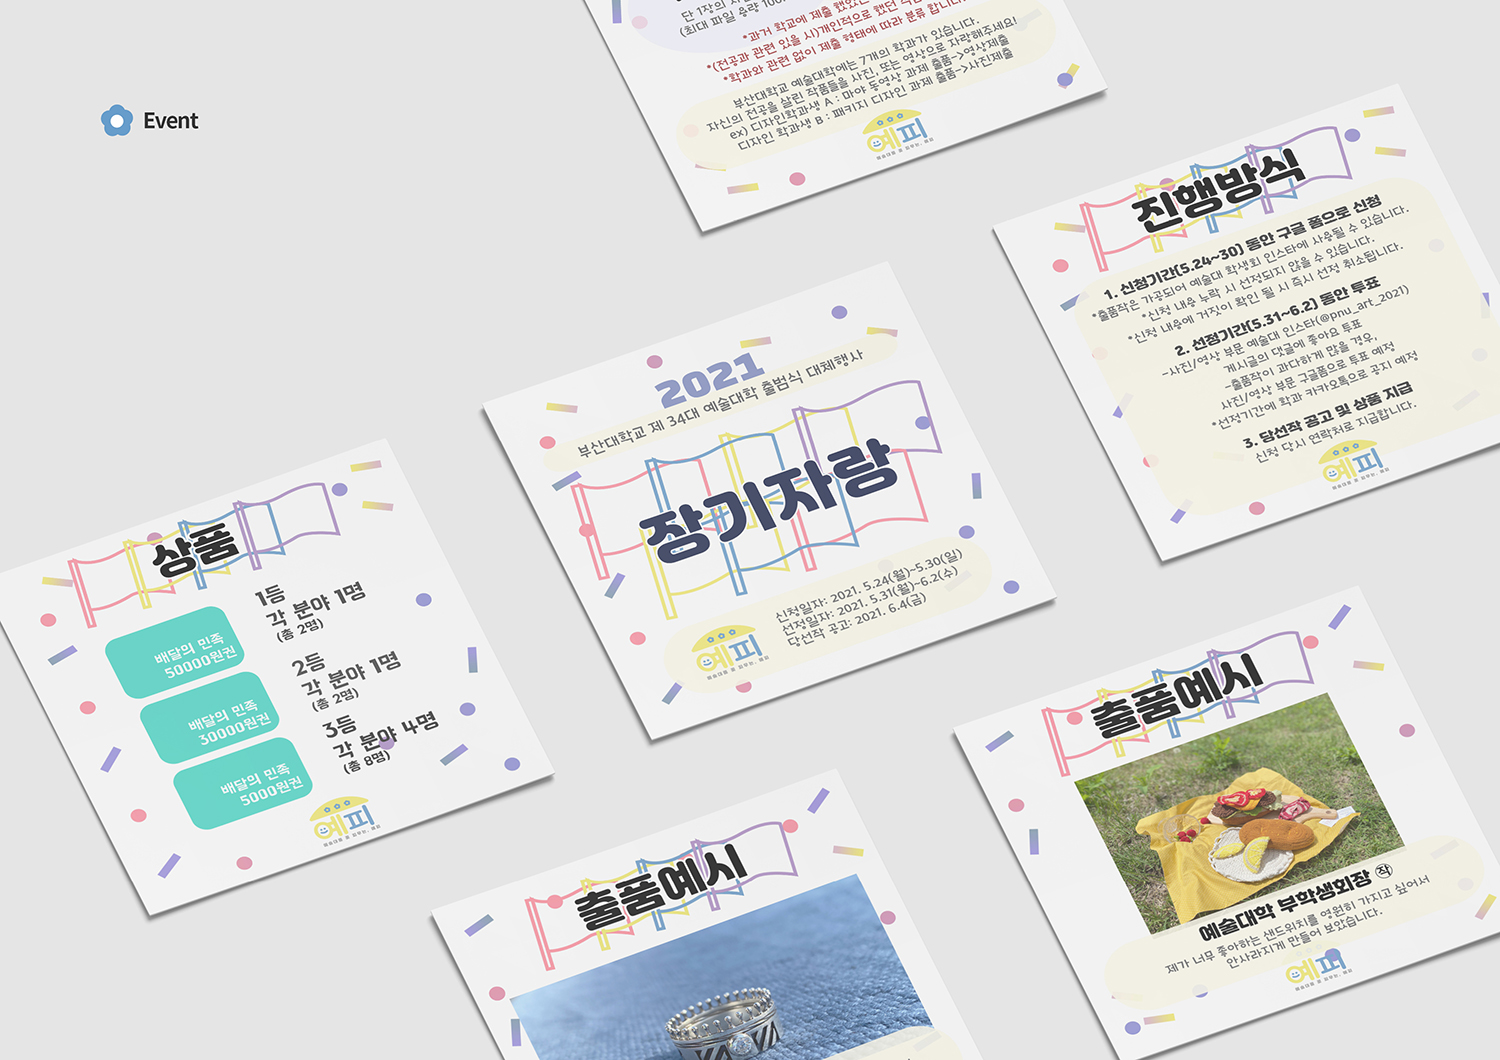 Event
단 1장의
(최대 파일 용량 100
*과거 학교에 제출 했었
*(전공과 관련 있을 시)개인적으로 했던
*학과와 관련 없이 제출 형태에 따라 분류 합니다.
부산대학교 예술대학에는 7개의 학과가 있습니다.
자신의 전공을 살린 작품들을 사진, 또는 영상으로 자랑해주세요!
ex) 디자인학과생 A : 마야 동영상 과제 출품->영상제출
디자인 학과생 B : 패키지 디자인 과제 출품->사진제출
예피
진행방식
1. 신청기간(5.24~30) 동안 구글 폼으로 신청
*출품작은 가공되어 예술대 학생회 인스타에 사용될 수 있습니다.
*신청 내용 누락 시 선정되지 않을 수 있습니다.
*신청 내용에 거짓이 확인 될 시 즉시 선정 취소됩니다.
2. 선정기간(5.31~6.2) 동안 투표
-사진/영상 부문 예술대 인스타(@pnu_art_2021)
게시글의 댓글에 좋아요 투표
-출품작이 과다하게 많을 경우,
사진/영상 부문 구글폼으로 투표 예정
*선정기간에 학과 카카오톡으로 공지 예정
3. 당선작 공고 및 상품 지급
신청 당시 연락처로 지급합니다.
예피
2021
부산대학교 제 34대 예술대학 출범식 대체행사
장기자랑
신청일자: 2021. 5.24(월)~5.30(일)
선정일자: 2021. 5.31(월)~6.2(수)
당선작 공고: 2021. 6.4(금)
예피
상품
배달의 민족
50000원권
1등
각 분야 1명
(총 2명)
배달의 민족
30000원권
2등
각 분야 1명
(총 2명)
배달의 민족
5000원권
3등
각 분야 4명
(총 8명)
예피
출품예시
출품예시
예술대학 부학생회장 작
제가 너무 좋아하는 샌드위치를 영원히 가지고 싶어서
안사라지게 만들어 보았습니다.
예피